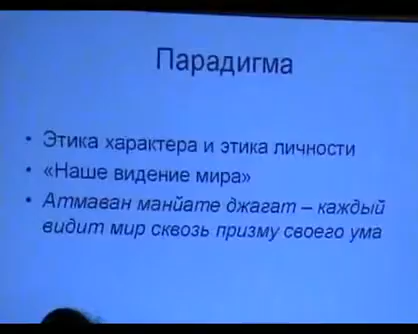 Парадигма
• Этика характера и этика личности
• «Наше видение мира»
• Атмаван манйате джагат – каждый
видит мир сквозь призму своего ума